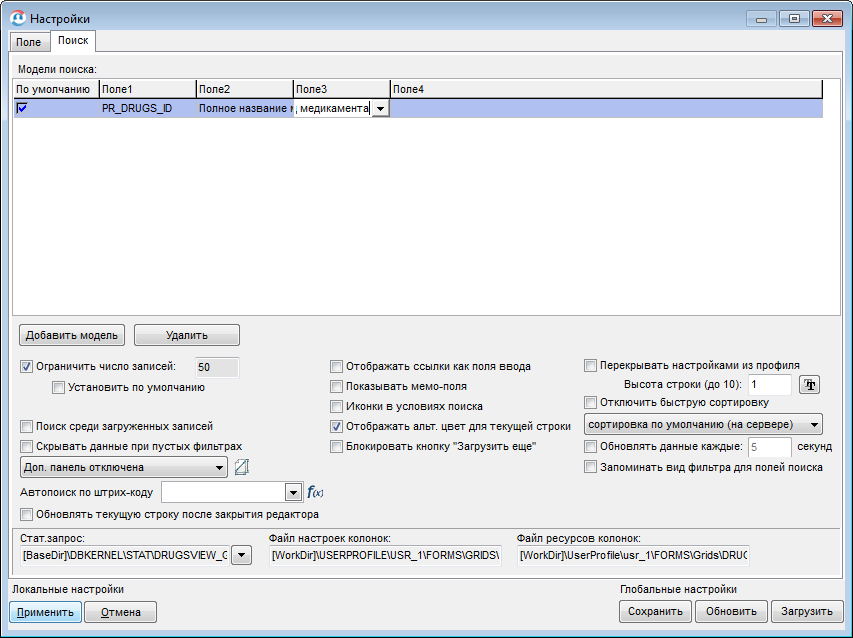 Настройки
Поле Поиск
Модели поиска:
По умолчанию Поле1 Поле2 Поле3 Поле4
PR_DRUGS_ID Полное название медикамента
Добавить модель Удалить
Ограничить число записей: 50 Отображать ссылки как поля ввода Перекрывать настройками из профиля
Установить по умолчанию Показывать мемо-поля Высота строки (до 10): 1
Иконки в условиях поиска Отключить быструю сортировку
Поиск среди загруженных записей Отображать альт. цвет для текущей строки сортировка по умолчанию (на сервере)
Скрывать данные при пустых фильтрах Блокировать кнопку "Загрузить еще" Обновлять данные каждые: 5 секунд
Доп. панель отключена Запоминать вид фильтра для полей поиска
Автопоиск по штрих-коду f(x)
Обновлять текущую строку после закрытия редактора
Стат.запрос: Файл настроек колонок: Файл ресурсов колонок:
[BaseDir]\DBKERNEL\STAT\DRUGSVIEW_G [WorkDir]\USERPROFILE\USR_1\FORMS\GRIDS\ [WorkDir]\UserProfile\usr_1\FORMS\Grids\DRUG
Локальные настройки Глобальные настройки
Применить Отмена Сохранить Обновить Загрузить